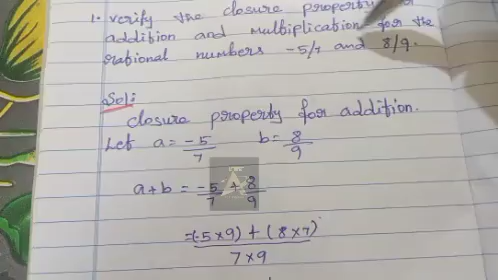 1. verify the closure property
addition and multiplication for the
rational numbers -5/7 and 8/9.
Sol:
closure property for addition.
Let a = -5/7 b = 8/9
a+b = -5/7 + 8/9
= (-5×9) + (8×7) / 7×9